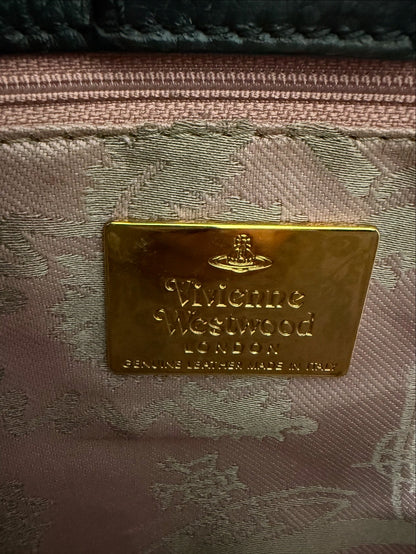 Vivienne
Westwood
LONDON
GENUINE LEATHER MADE IN ITALY